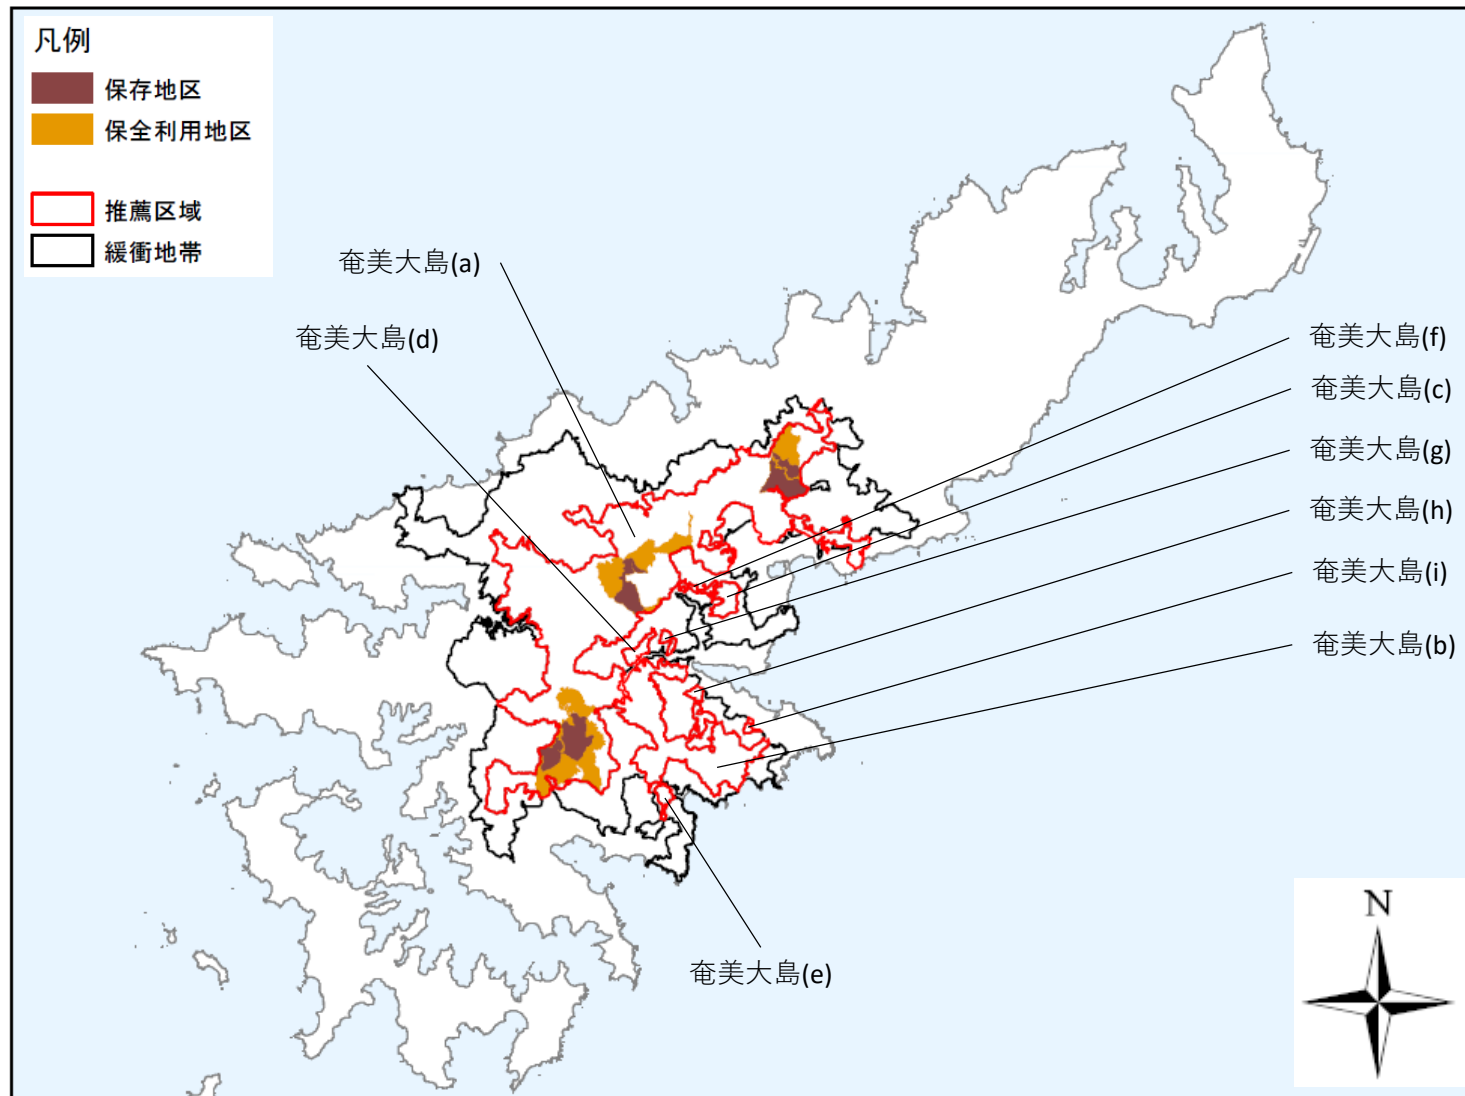 凡例
保存地区
保全利用地区
推薦区域
緩衝地帯
奄美大島(a)
奄美大島(d)
奄美大島(f)
奄美大島(c)
奄美大島(g)
奄美大島(h)
奄美大島(i)
奄美大島(b)
奄美大島(e)
N